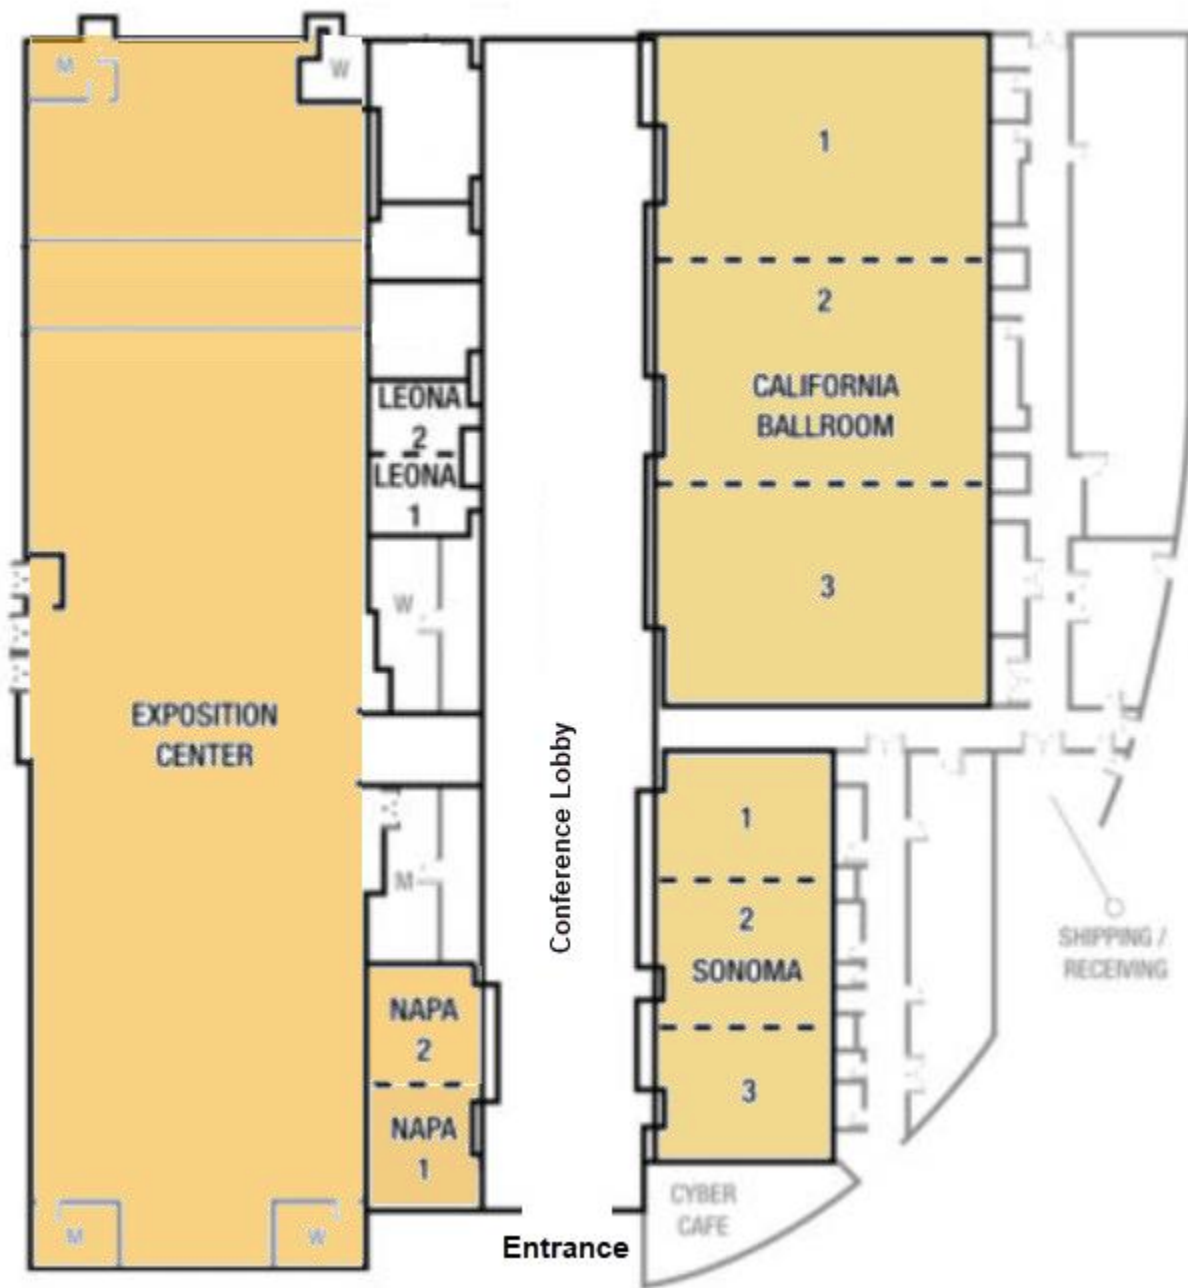 M
W
1
2
CALIFORNIA
BALLROOM
LEONA
2
LEONA
1
3
W
EXPOSITION
CENTER
Conference Lobby
1
M
2
SONOMA
SHIPPING /
RECEIVING
NAPA
2
3
NAPA
1
CYBER
CAFE
M
W
Entrance